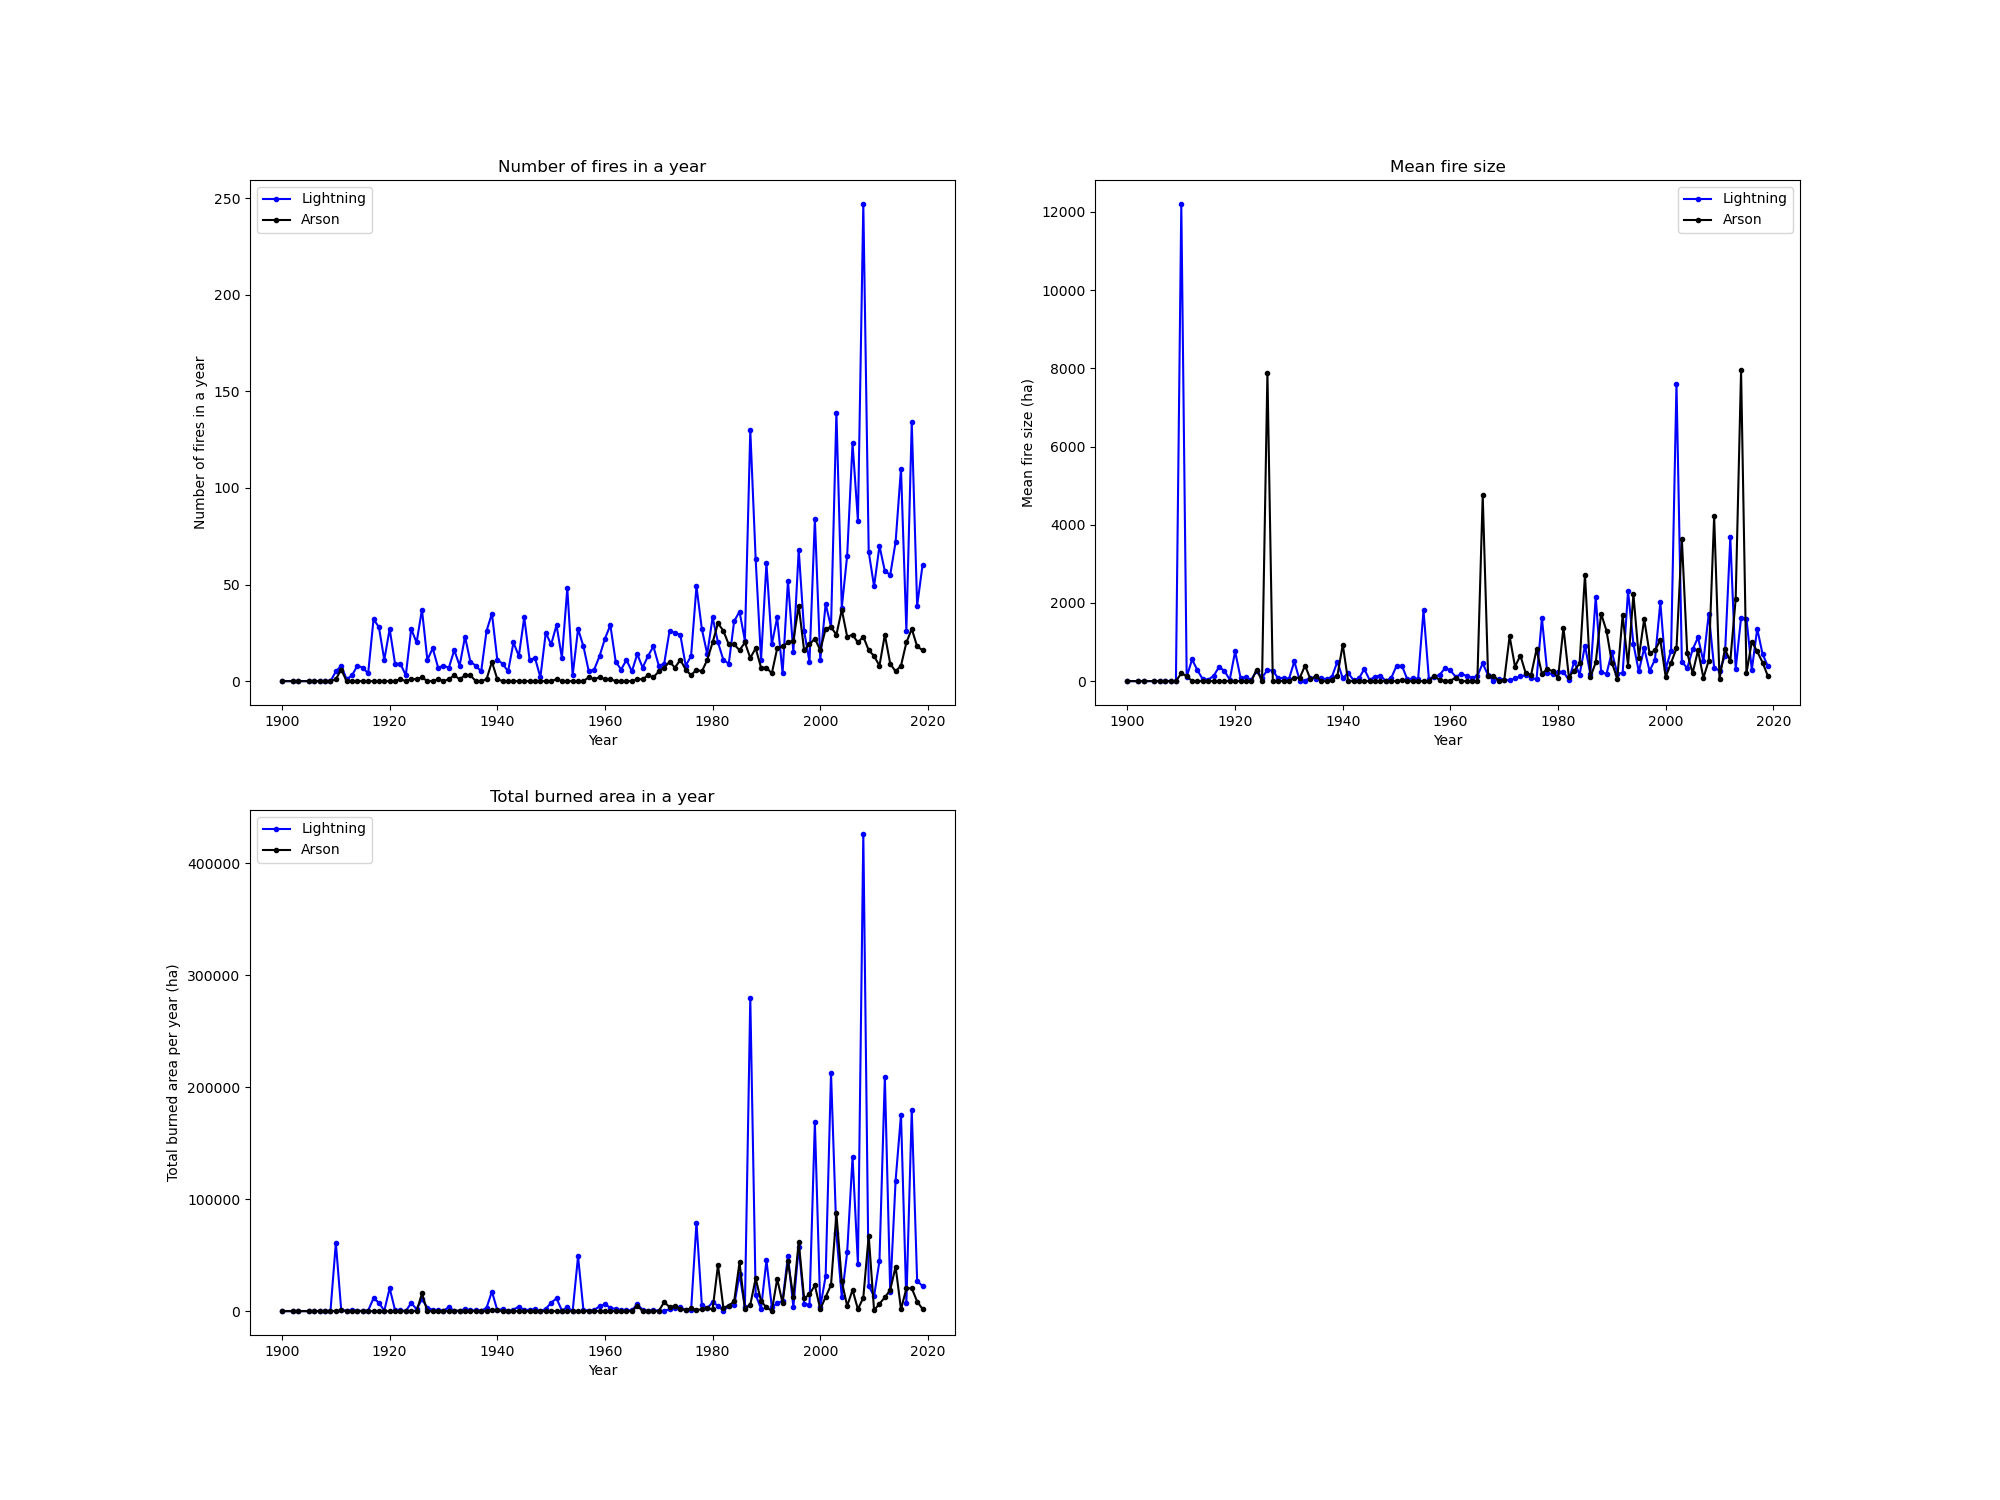 Number of fires in a year
Lightning
Arson
250
200
150
100
50
0
Number of fires in a year
1900 1920 1940 1960 1980 2000 2020
Year
Mean fire size
Lightning
Arson
12000
10000
8000
6000
4000
2000
0
Mean fire size (ha)
1900 1920 1940 1960 1980 2000 2020
Year
Total burned area in a year
Lightning
Arson
400000
300000
200000
100000
0
Total burned area per year (ha)
1900 1920 1940 1960 1980 2000 2020
Year